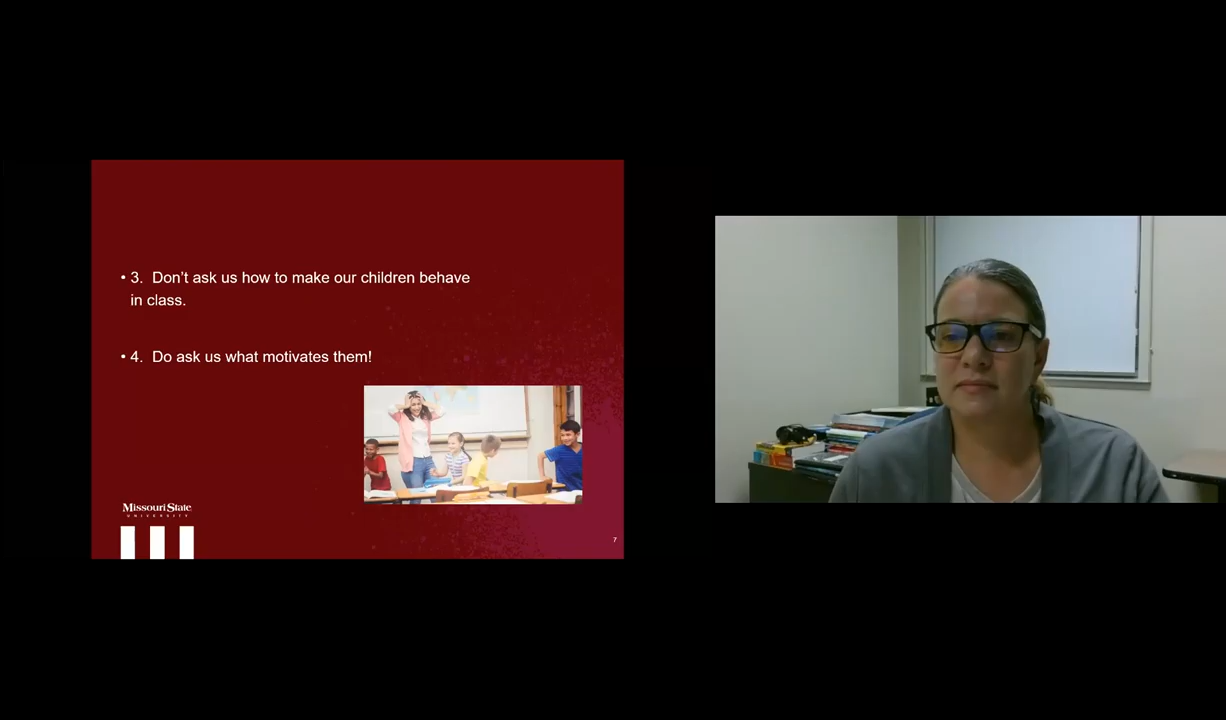 • 3. Don't ask us how to make our children behave
in class.
• 4. Do ask us what motivates them!
Missouri State
UNIVERSITY
7